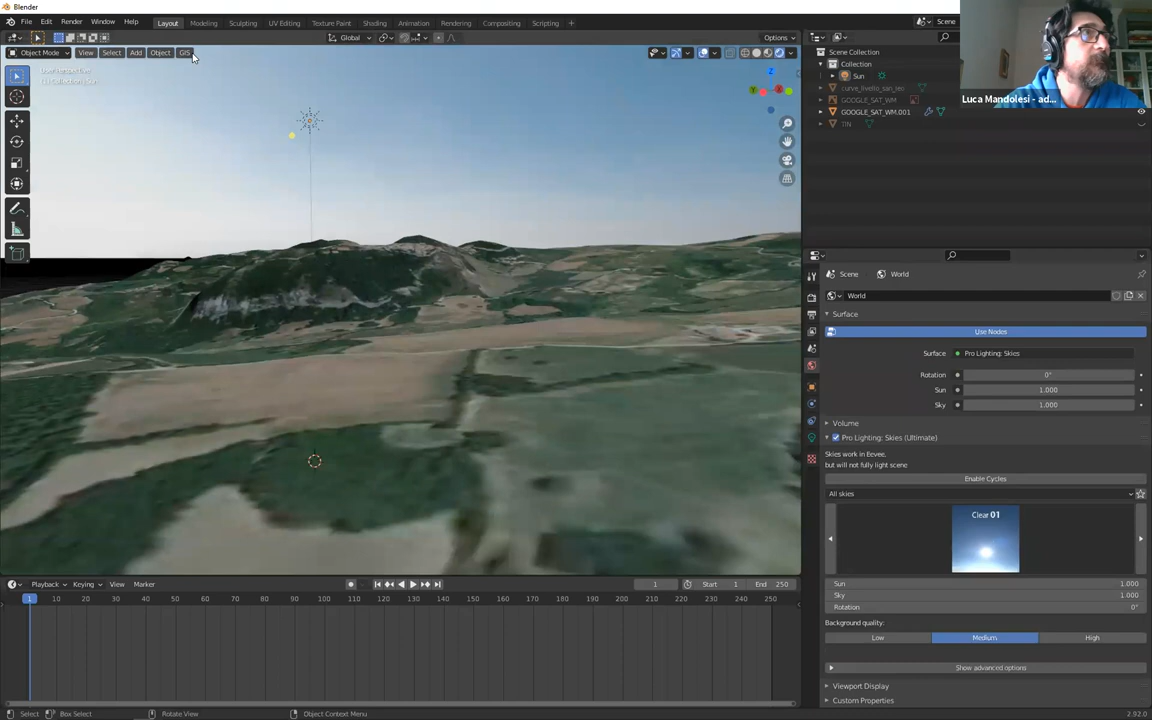 Blender
File Edit Render Window Help
Layout Modeling Sculpting UV Editing Texture Paint Shading Animation Rendering Compositing Scripting +
Scene
Global
Options
Object Mode View Select Add Object GIS
User Perspective
Scene Collection
Collection
Sun
curve_livello_san_reo
GOOGLE_SAT_WM
GOOGLE_SAT_WM.001
TIN
Luca Mandolesi - ad...
Z
Y
X
Scene World
World
Surface
Use Nodes
Surface Pro Lighting: Skies
Rotation 0°
Sun 1.000
Sky 1.000
Volume
Pro Lighting: Skies (Ultimate)
Skies work in Eevee,
but will not fully light scene
Enable Cycles
All skies
Clear 01
Sun 1.000
Sky 1.000
Rotation 0°
Background quality:
Low Medium High
Show advanced options
Viewport Display
Custom Properties
Playback Keying View Marker
1 Start 1 End 250
1 10 20 30 40 50 60 70 80 90 100 110 120 130 140 150 160 170 180 190 200 210 220 230 240 250
Select Box Select Rotate View Object Context Menu
2.92.0